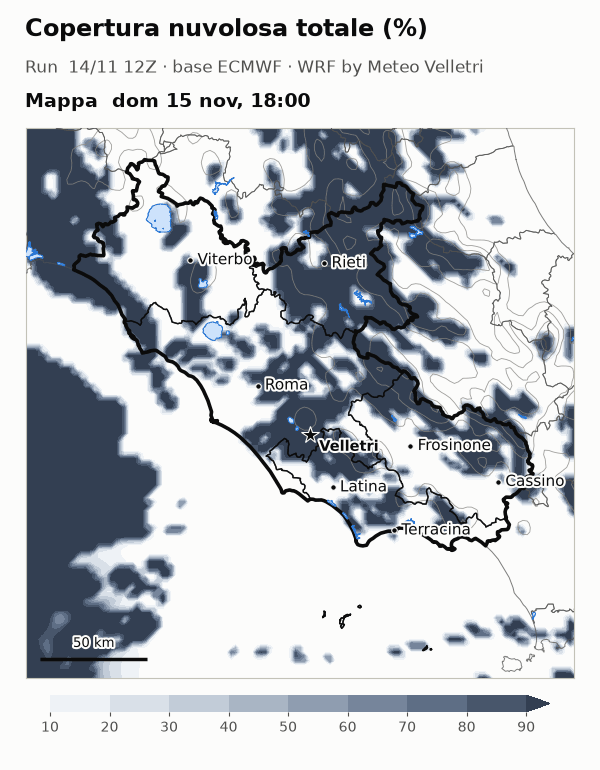 Copertura nuvolosa totale (%)
Run  14/11 12Z · base ECMWF · WRF by Meteo Velletri
Mappa  dom 15 nov, 18:00
Viterbo
Rieti
Roma
Velletri
Frosinone
Latina
Cassino
Terracina
50 km
10 20 30 40 50 60 70 80 90